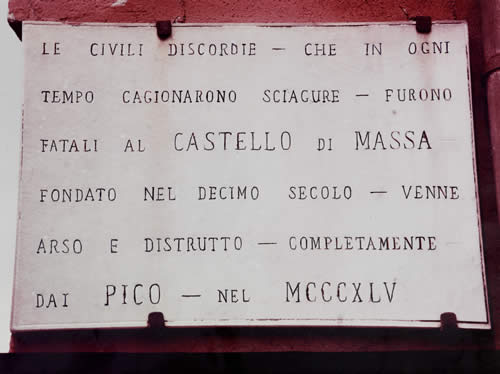 LE CIVILI DISCORDIE – CHE IN OGNI
TEMPO CAGIONARONO SCIAGURE – FURONO
FATALI AL CASTELLO DI MASSA –
FONDATO NEL DECIMO SECOLO – VENNE
ARSO E DISTRUTTO – COMPLETAMENTE –
DAI PICO – NEL MCCCXLV